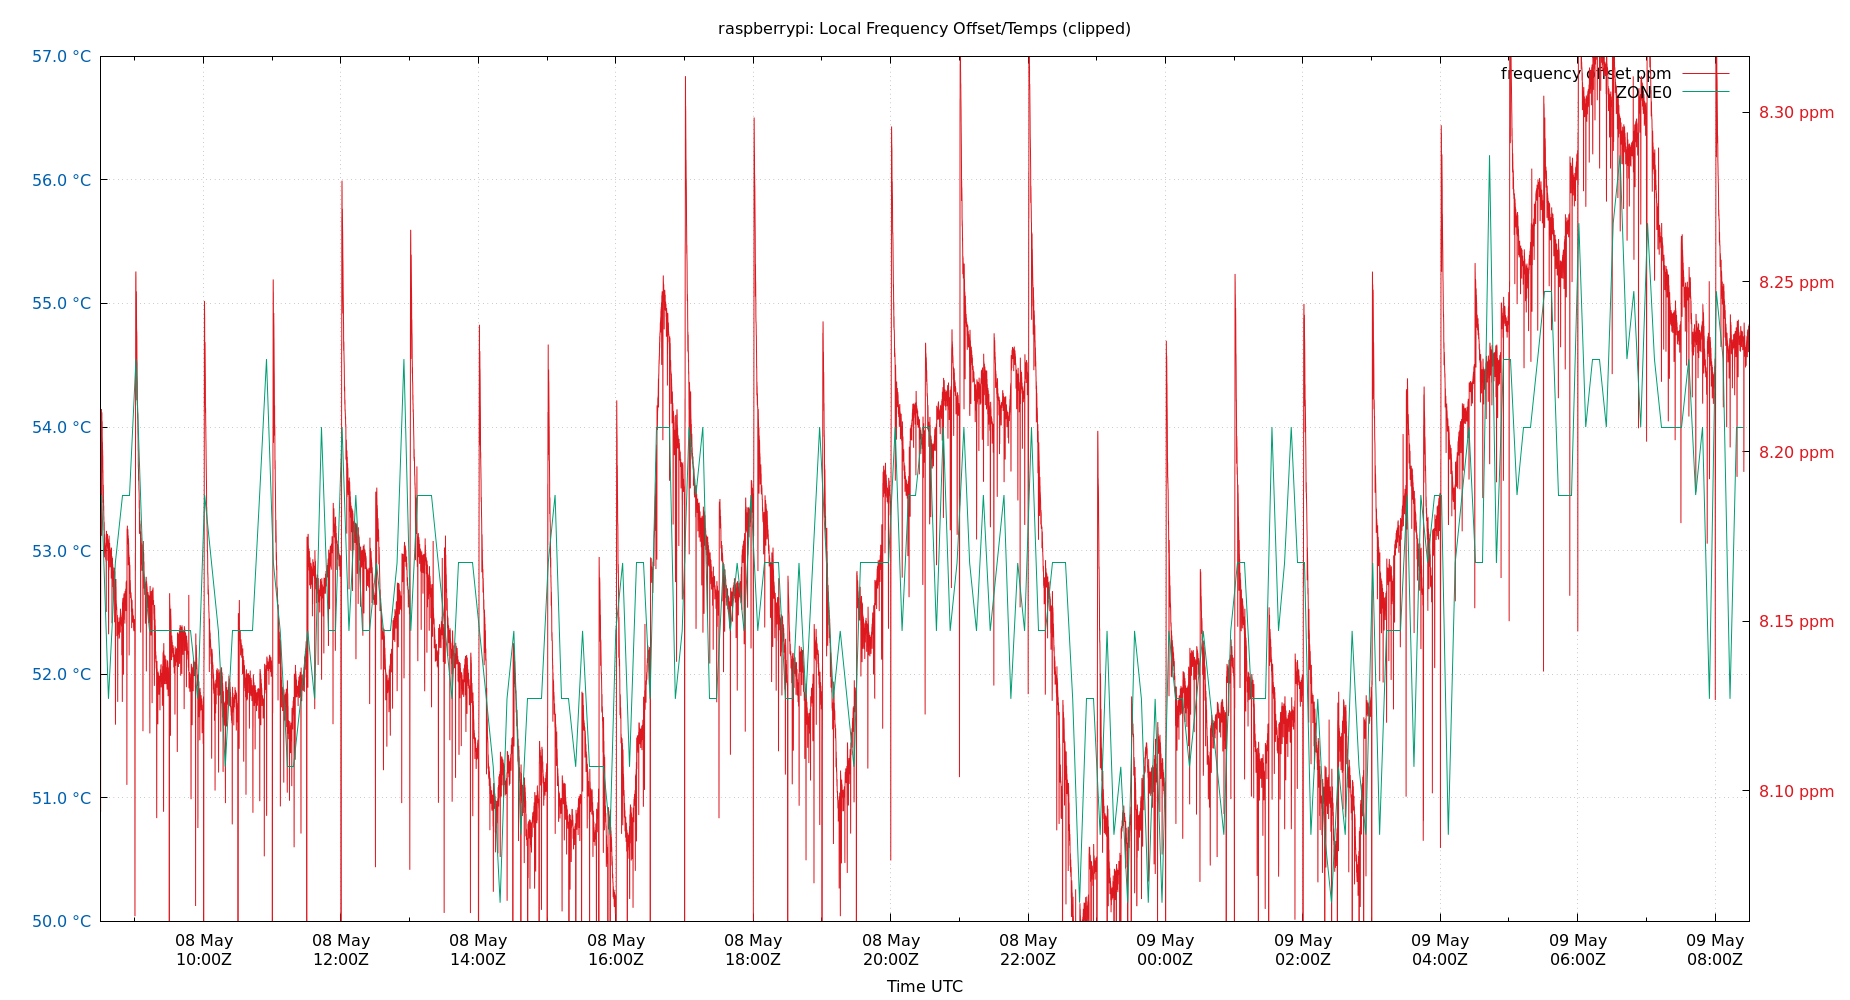 raspberrypi: Local Frequency Offset/Temps (clipped)
57.0 °C
56.0 °C
55.0 °C
54.0 °C
53.0 °C
52.0 °C
51.0 °C
50.0 °C
frequency offset ppm
ZONE0
8.30 ppm
8.25 ppm
8.20 ppm
8.15 ppm
8.10 ppm
08 May 08 May 08 May 08 May 08 May 08 May 08 May 09 May 09 May 09 May 09 May 09 May
10:00Z 12:00Z 14:00Z 16:00Z 18:00Z 20:00Z 22:00Z 00:00Z 02:00Z 04:00Z 06:00Z 08:00Z
Time UTC